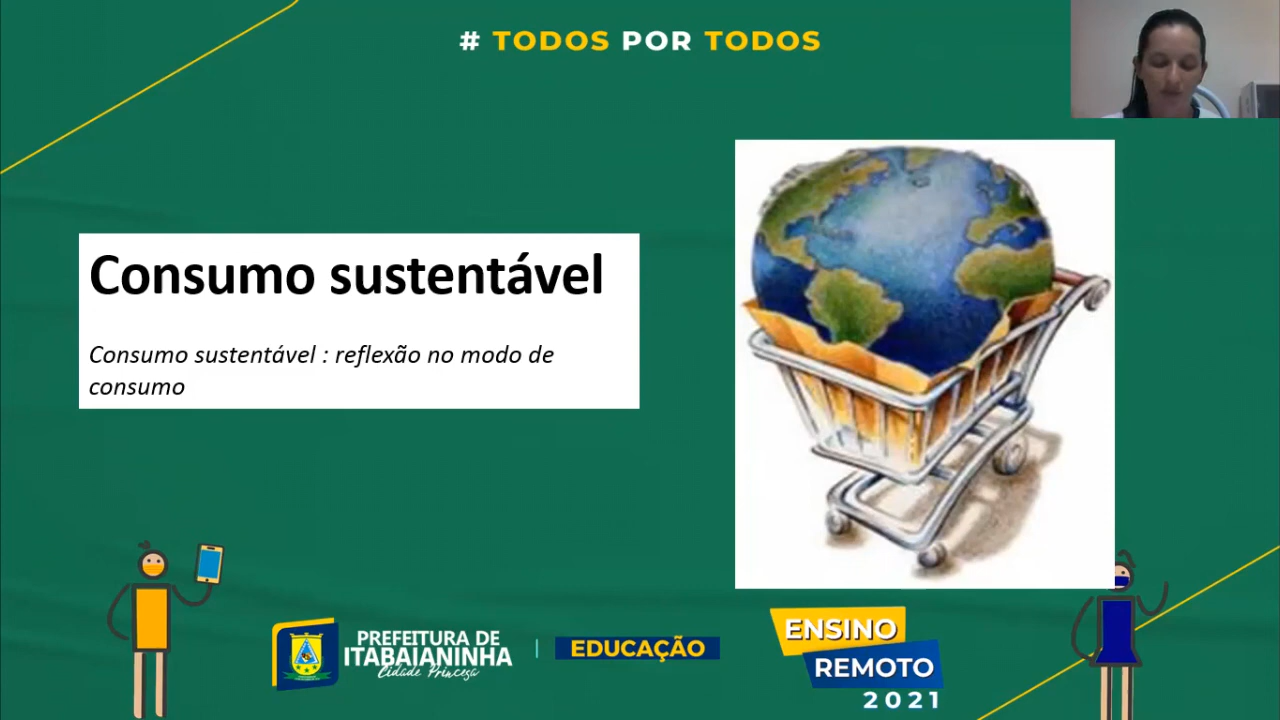 # TODOS POR TODOS
Consumo sustentável
Consumo sustentável : reflexão no modo de
consumo
PREFEITURA DE
ITABAIANINHA
Cidade Princesa
EDUCAÇÃO
ENSINO
REMOTO
2021